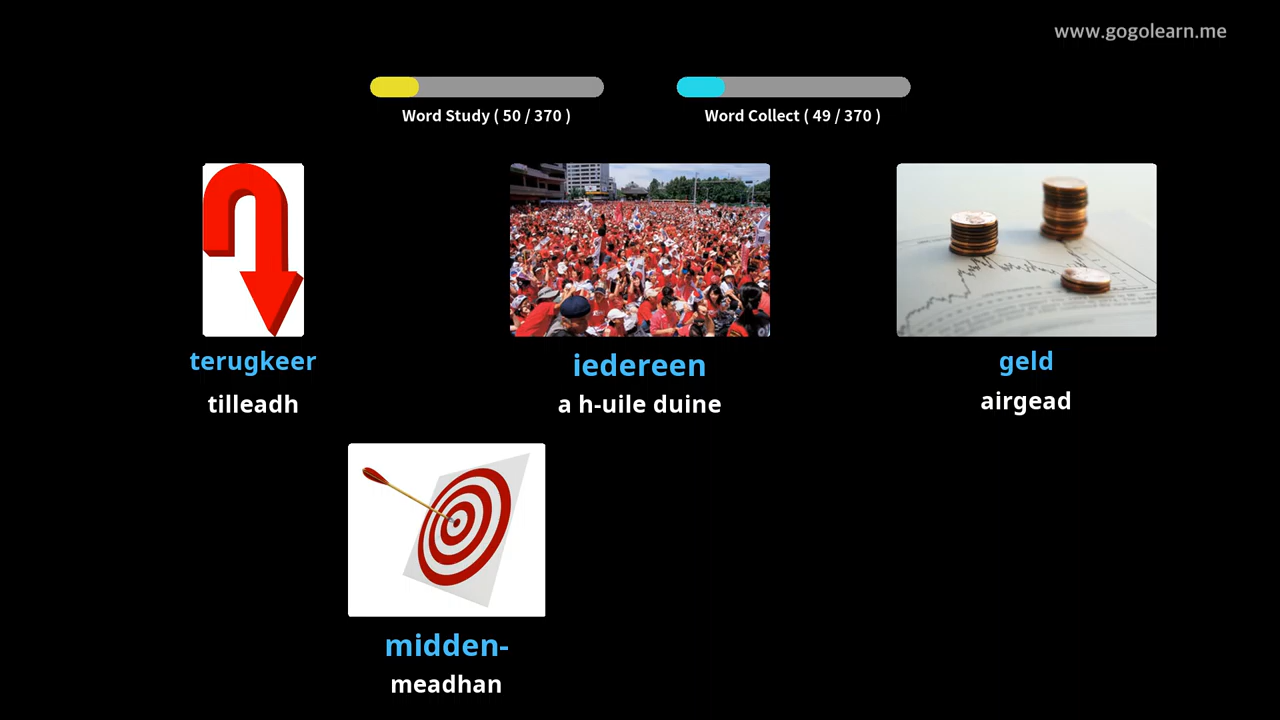 www.gogolearn.me
Word Study ( 50 / 370 )
Word Collect ( 49 / 370 )
terugkeer
tilleadh
iedereen
a h-uile duine
geld
airgead
midden-
meadhan